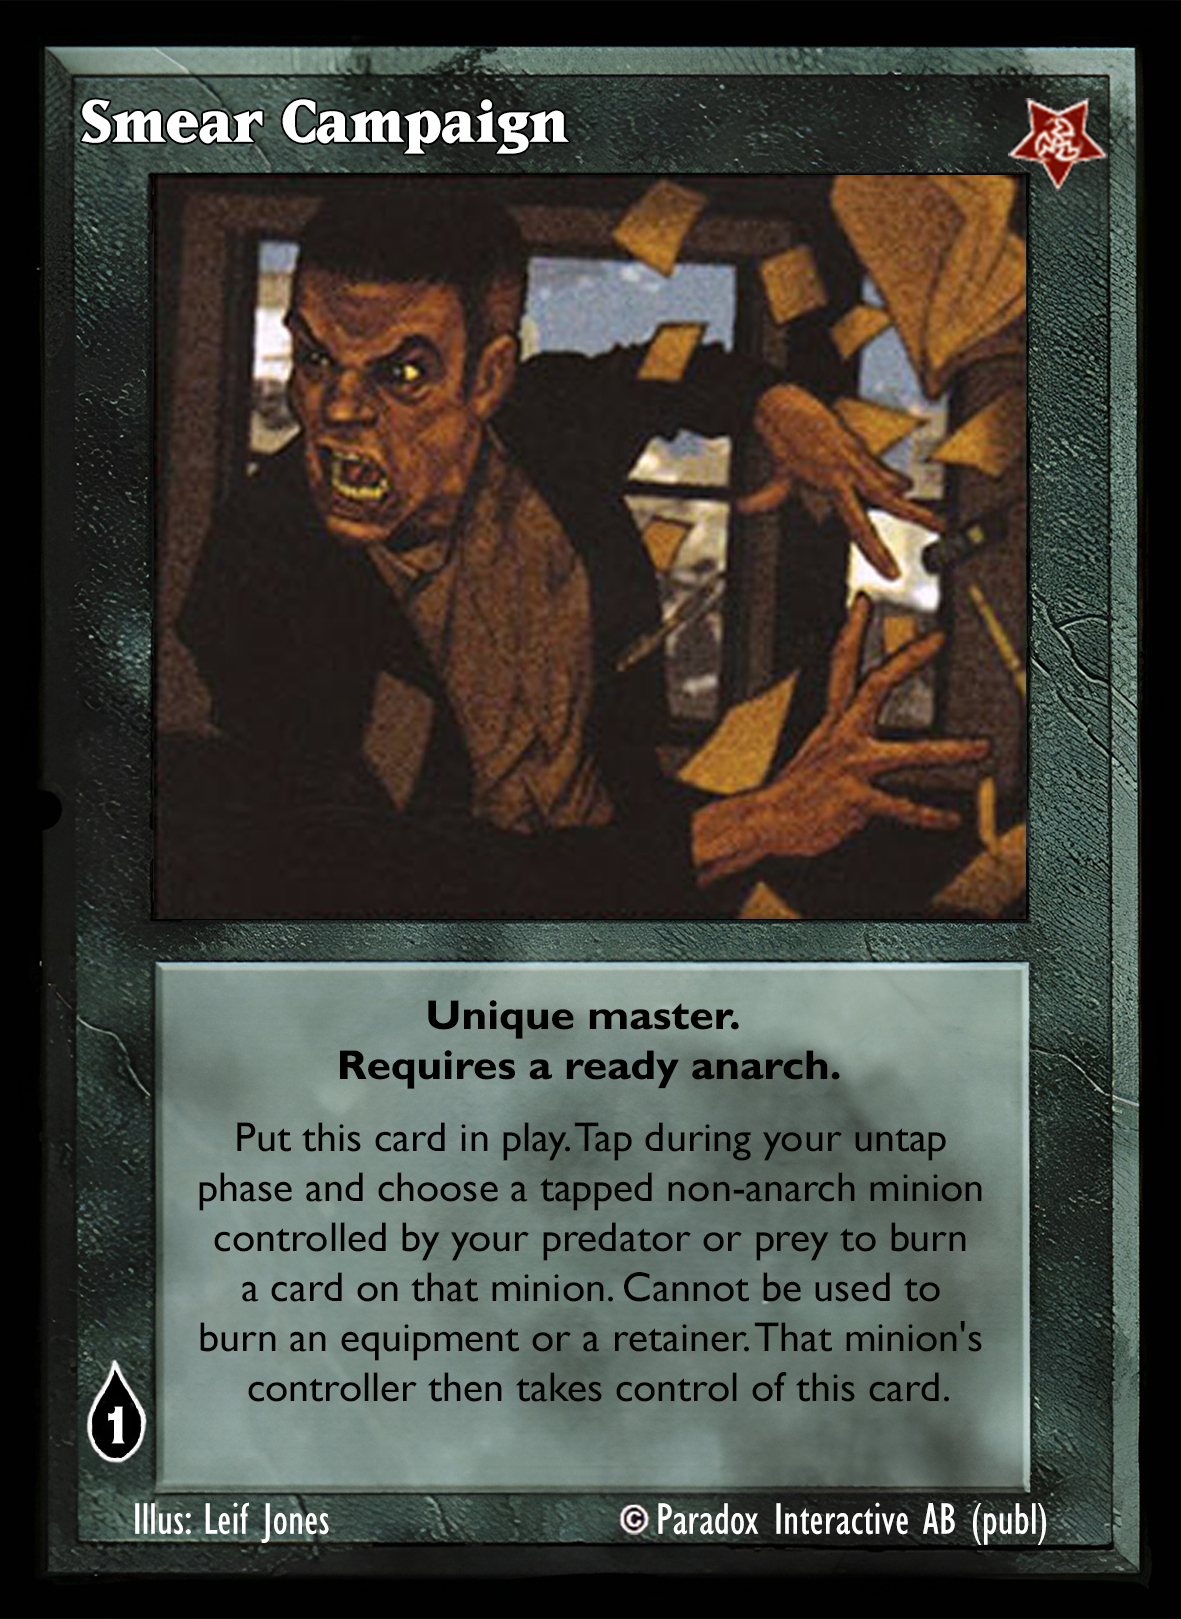 Smear Campaign
Unique master.
Requires a ready anarch.
Put this card in play. Tap during your untap
phase and choose a tapped non-anarch minion
controlled by your predator or prey to burn
a card on that minion. Cannot be used to
burn an equipment or a retainer. That minion's
controller then takes control of this card.
1
Illus: Leif Jones
© Paradox Interactive AB (publ)